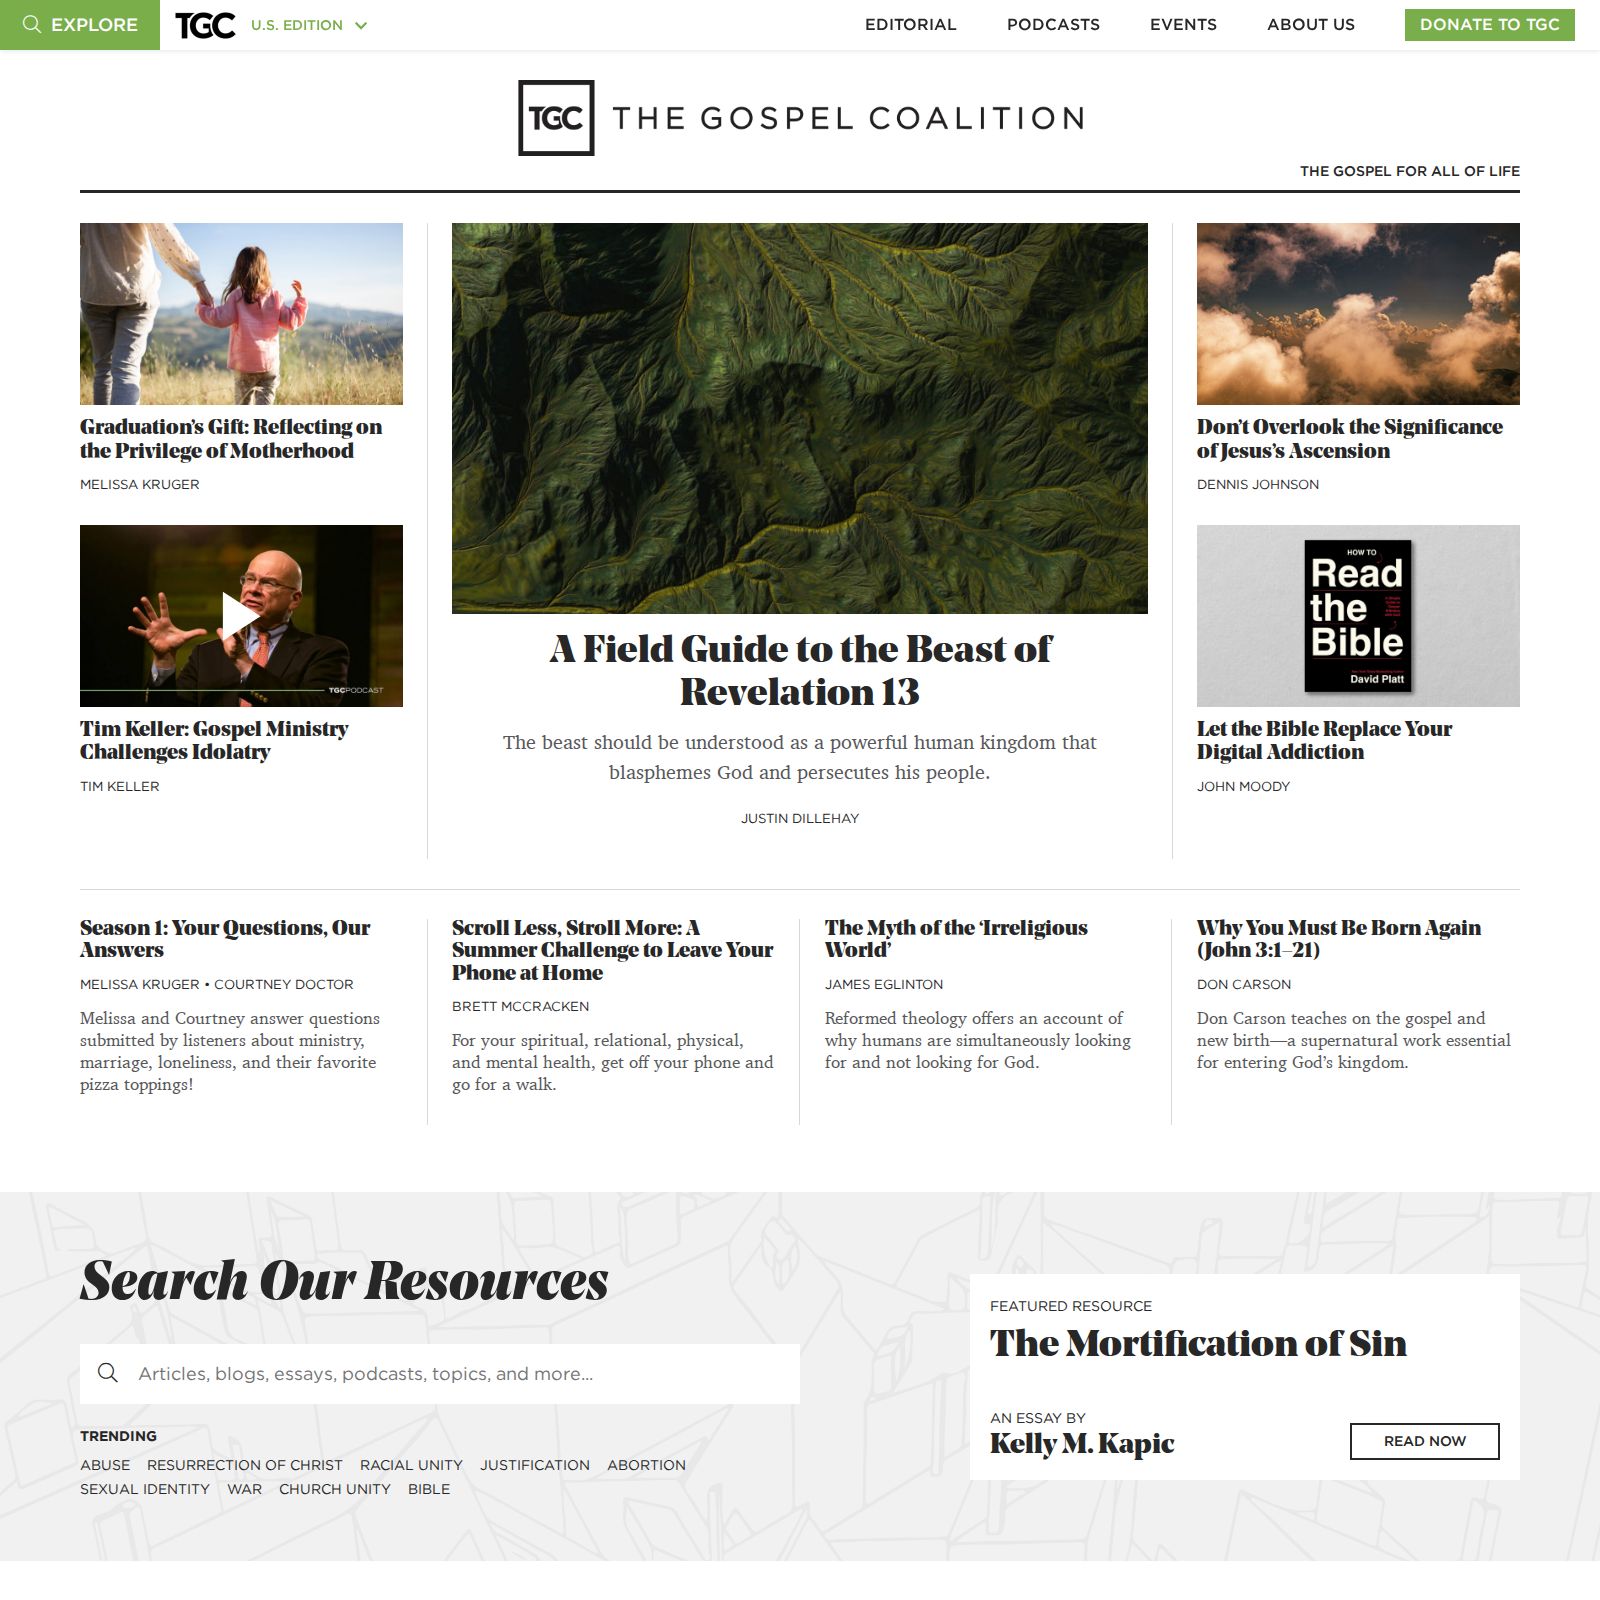 EXPLORE
TGC
U.S. EDITION
EDITORIAL
PODCASTS
EVENTS
ABOUT US
DONATE TO TGC
TGC
THE GOSPEL COALITION
THE GOSPEL FOR ALL OF LIFE
Graduation’s Gift: Reflecting on
the Privilege of Motherhood
MELISSA KRUGER
TGCPODCAST
Tim Keller: Gospel Ministry
Challenges Idolatry
TIM KELLER
A Field Guide to the Beast of
Revelation 13
The beast should be understood as a powerful human kingdom that
blasphemes God and persecutes his people.
JUSTIN DILLEHAY
Don’t Overlook the Significance
of Jesus’s Ascension
DENNIS JOHNSON
HOW TO
Read
the
Bible
David Platt
Let the Bible Replace Your
Digital Addiction
JOHN MOODY
Season 1: Your Questions, Our
Answers
MELISSA KRUGER • COURTNEY DOCTOR
Melissa and Courtney answer questions
submitted by listeners about ministry,
marriage, loneliness, and their favorite
pizza toppings!
Scroll Less, Stroll More: A
Summer Challenge to Leave Your
Phone at Home
BRETT MCCRACKEN
For your spiritual, relational, physical,
and mental health, get off your phone and
go for a walk.
The Myth of the ‘Irreligious
World’
JAMES EGLINTON
Reformed theology offers an account of
why humans are simultaneously looking
for and not looking for God.
Why You Must Be Born Again
(John 3:1–21)
DON CARSON
Don Carson teaches on the gospel and
new birth—a supernatural work essential
for entering God’s kingdom.
Search Our Resources
Articles, blogs, essays, podcasts, topics, and more...
TRENDING
ABUSE RESURRECTION OF CHRIST RACIAL UNITY JUSTIFICATION ABORTION
SEXUAL IDENTITY WAR CHURCH UNITY BIBLE
FEATURED RESOURCE
The Mortification of Sin
AN ESSAY BY
Kelly M. Kapic
READ NOW